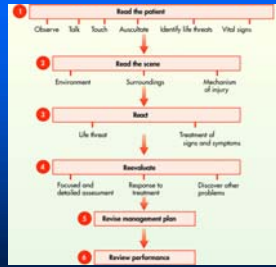 1 Read the patient
Observe Talk Touch Auscultate Identify life threats Vital signs
2 Read the scene
Environment Surroundings Mechanism
of injury
3 React
Life threat Treatment of
signs and symptoms
4 Reevaluate
Focused and Response to Discover other
detailed assessment treatment problems
5 Revise management plan
6 Review performance